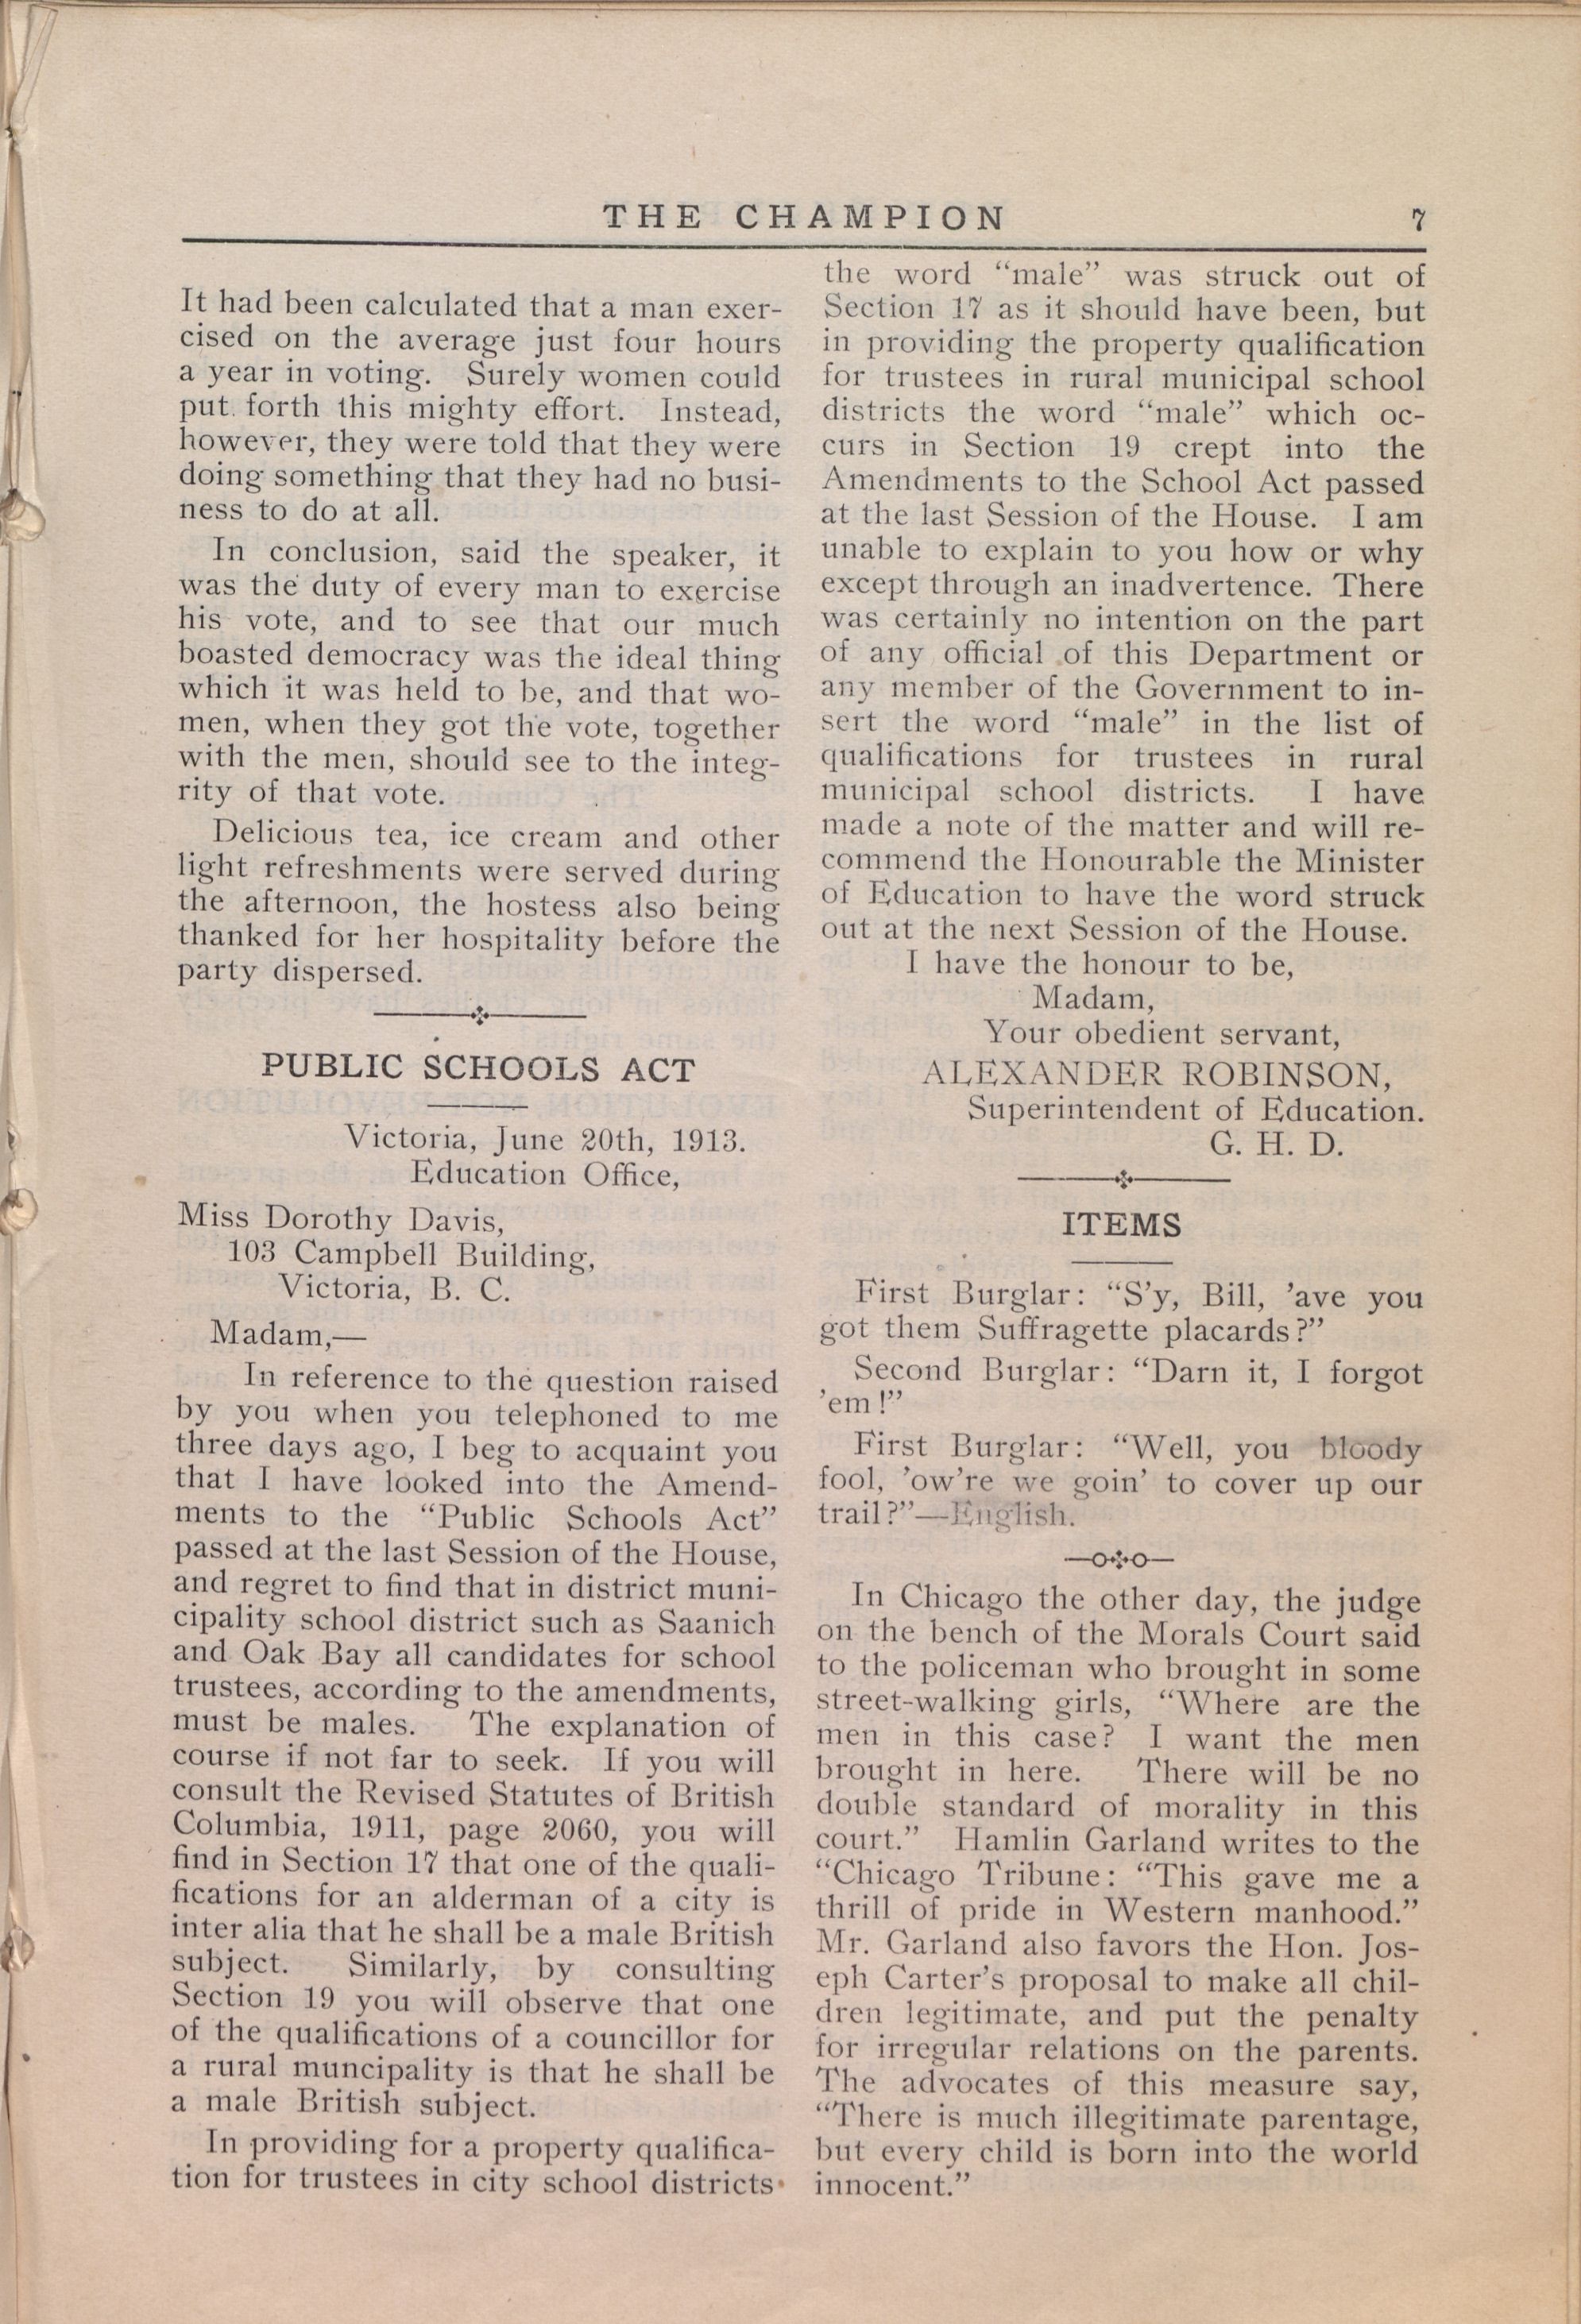 THE CHAMPION 7
It had been calculated that a man exer-
cised on the average just four hours
a year in voting. Surely women could
put forth this mighty effort. Instead,
however, they were told that they were
doing something that they had no busi-
ness to do at all.
In conclusion, said the speaker, it
was the duty of every man to exercise
his vote, and to see that our much
boasted democracy was the ideal thing
which it was held to be, and that wo-
men, when they got the vote, together
with the men, should see to the integ-
rity of that vote.
Delicious tea, ice cream and other
light refreshments were served during
the afternoon, the hostess also being
thanked for her hospitality before the
party dispersed.
PUBLIC SCHOOLS ACT
Victoria, June 20th, 1913.
Education Office,
Miss Dorothy Davis,
103 Campbell Building,
Victoria, B. C.
Madam,—
In reference to the question raised
by you when you telephoned to me
three days ago, I beg to acquaint you
that I have looked into the Amend-
ments to the "Public Schools Act"
passed at the last Session of the House,
and regret to find that in district muni-
cipality school district such as Saanich
and Oak Bay all candidates for school
trustees, according to the amendments,
must be males. The explanation of
course if not far to seek. If you will
consult the Revised Statutes of British
Columbia, 1911, page 2060, you will
find in Section 17 that one of the quali-
fications for an alderman of a city is
inter alia that he shall be a male British
subject. Similarly, by consulting
Section 19 you will observe that one
of the qualifications of a councillor for
a rural muncipality is that he shall be
a male British subject.
In providing for a property qualifica-
tion for trustees in city school districts
the word "male" was struck out of
Section 17 as it should have been, but
in providing the property qualification
for trustees in rural municipal school
districts the word "male" which oc-
curs in Section 19 crept into the
Amendments to the School Act passed
at the last Session of the House. I am
unable to explain to you how or why
except through an inadvertence. There
was certainly no intention on the part
of any official of this Department or
any member of the Government to in-
sert the word "male" in the list of
qualifications for trustees in rural
municipal school districts. I have
made a note of the matter and will re-
commend the Honourable the Minister
of Education to have the word struck
out at the next Session of the House.
I have the honour to be,
Madam,
Your obedient servant,
ALEXANDER ROBINSON,
Superintendent of Education.
G. H. D.
ITEMS
First Burglar: "S'y, Bill, 'ave you
got them Suffragette placards?"
Second Burglar: "Darn it, I forgot
'em!"
First Burglar: "Well, you bloody
fool, 'ow're we goin' to cover up our
trail?"—English.
In Chicago the other day, the judge
on the bench of the Morals Court said
to the policeman who brought in some
street-walking girls, "Where are the
men in this case? I want the men
brought in here. There will be no
double standard of morality in this
court." Hamlin Garland writes to the
"Chicago Tribune: "This gave me a
thrill of pride in Western manhood."
Mr. Garland also favors the Hon. Jos-
eph Carter's proposal to make all chil-
dren legitimate, and put the penalty
for irregular relations on the parents.
The advocates of this measure say,
"There is much illegitimate parentage,
but every child is born into the world
innocent."